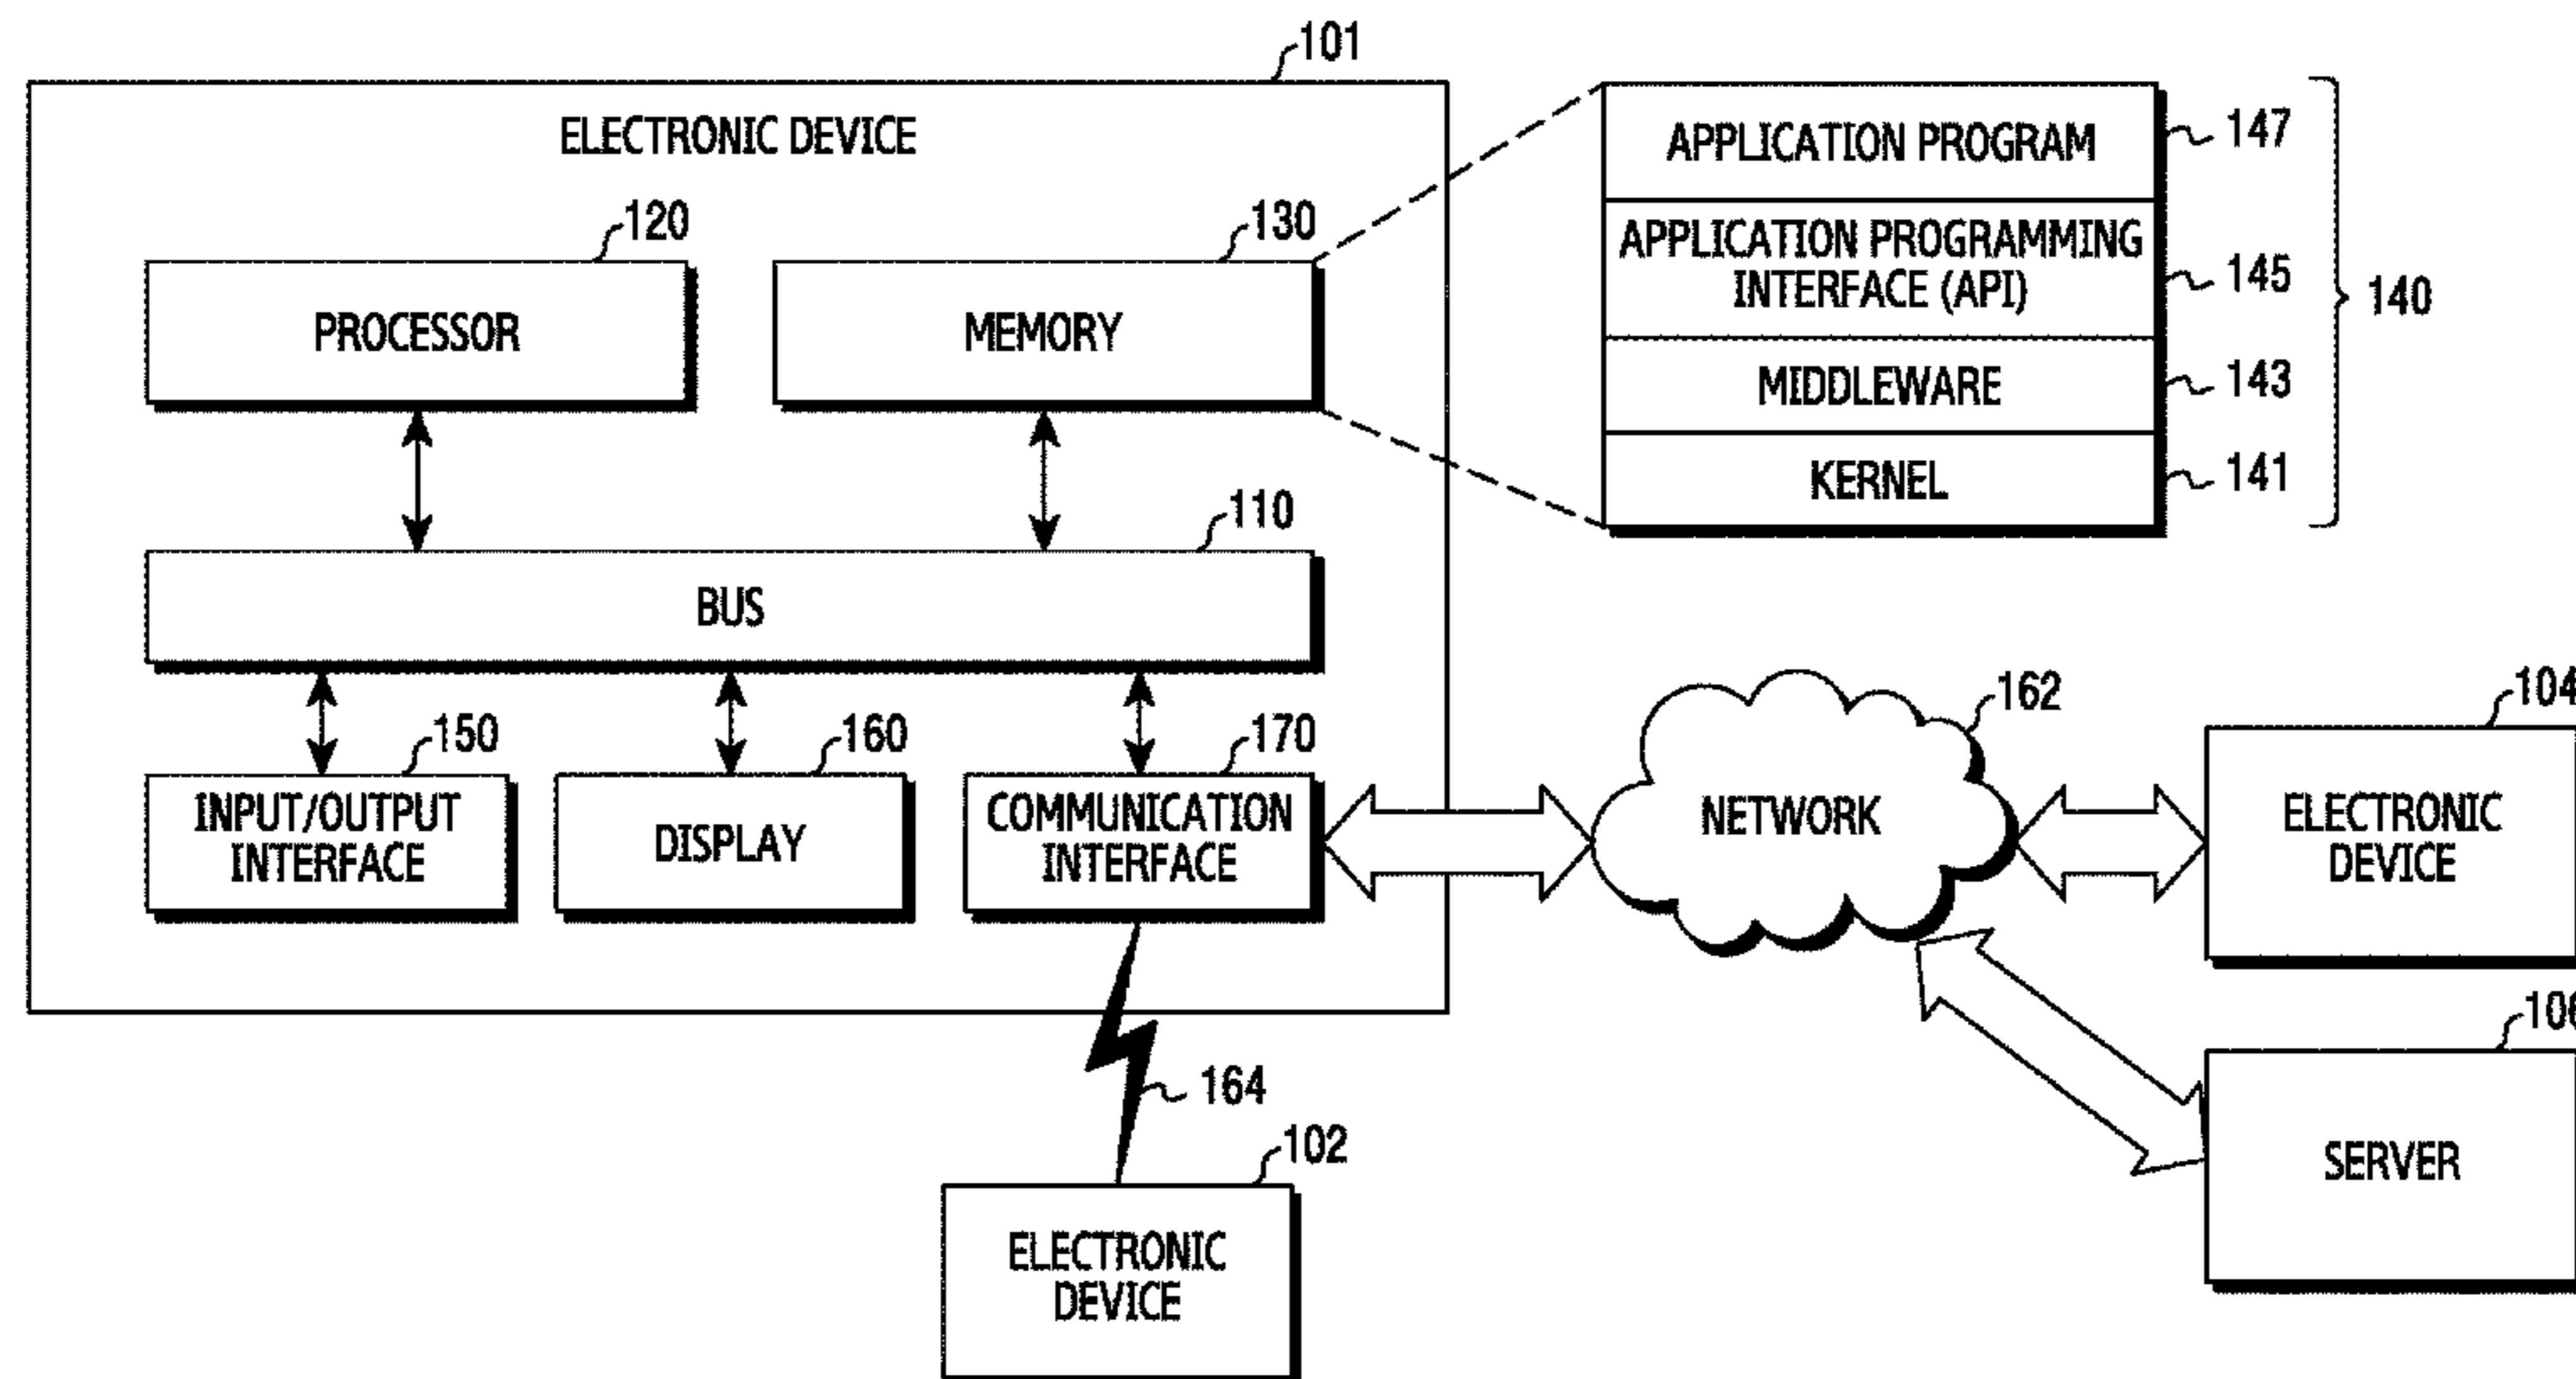 101
ELECTRONIC DEVICE
120
PROCESSOR
130
MEMORY
110
BUS
150
INPUT/OUTPUT
INTERFACE
160
DISPLAY
170
COMMUNICATION
INTERFACE
APPLICATION PROGRAM
147
APPLICATION PROGRAMMING
INTERFACE (API)
145
MIDDLEWARE
143
KERNEL
141
140
162
NETWORK
104
ELECTRONIC
DEVICE
SERVER
164
102
ELECTRONIC
DEVICE